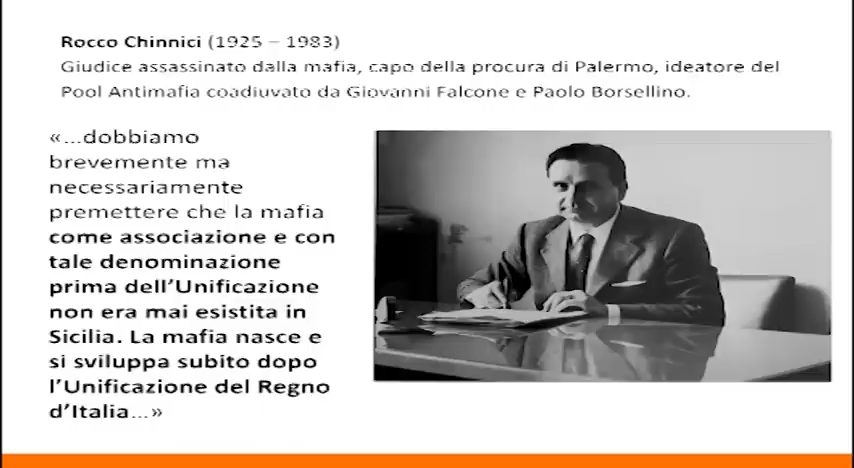 Rocco Chinnici (1925 – 1983)
Giudice assassinato dalla mafia, capo della procura di Palermo, ideatore del
Pool Antimafia coadiuvato da Giovanni Falcone e Paolo Borsellino.
«...dobbiamo
brevemente ma
necessariamente
premettere che la mafia
come associazione e con
tale denominazione
prima dell'Unificazione
non era mai esistita in
Sicilia. La mafia nasce e
si sviluppa subito dopo
l'Unificazione del Regno
d'Italia...»